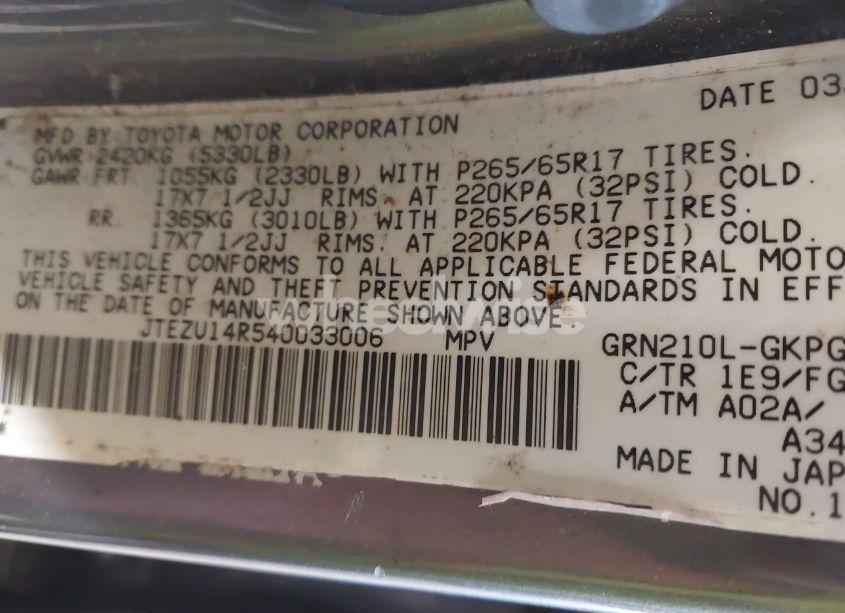 DATE 03
MFD BY TOYOTA MOTOR CORPORATION
GVWR 2420KG (5330LB)
GAWR FRT. 1055KG (2330LB) WITH P265/65R17 TIRES.
17X7 1/2JJ RIMS. AT 220KPA (32PSI) COLD.
RR. 1365KG (3010LB) WITH P265/65R17 TIRES.
17X7 1/2JJ RIMS. AT 220KPA (32PSI) COLD.
THIS VEHICLE CONFORMS TO ALL APPLICABLE FEDERAL MOTO
VEHICLE SAFETY AND THEFT PREVENTION STANDARDS IN EFF
ON THE DATE OF MANUFACTURE SHOWN ABOVE.
JTEZU14R540033006 MPV GRN210L-GKPG
C/TR 1E9/FG
A/TM A02A/
A34
MADE IN JAP
NO.1